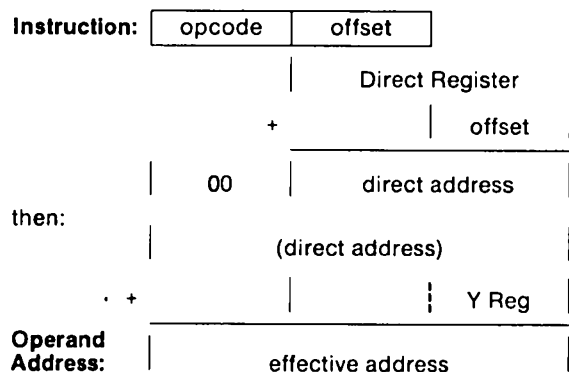 Instruction: opcode offset
Direct Register
+ offset
00 direct address
then:
(direct address)
+ Y Reg
Operand
Address: effective address